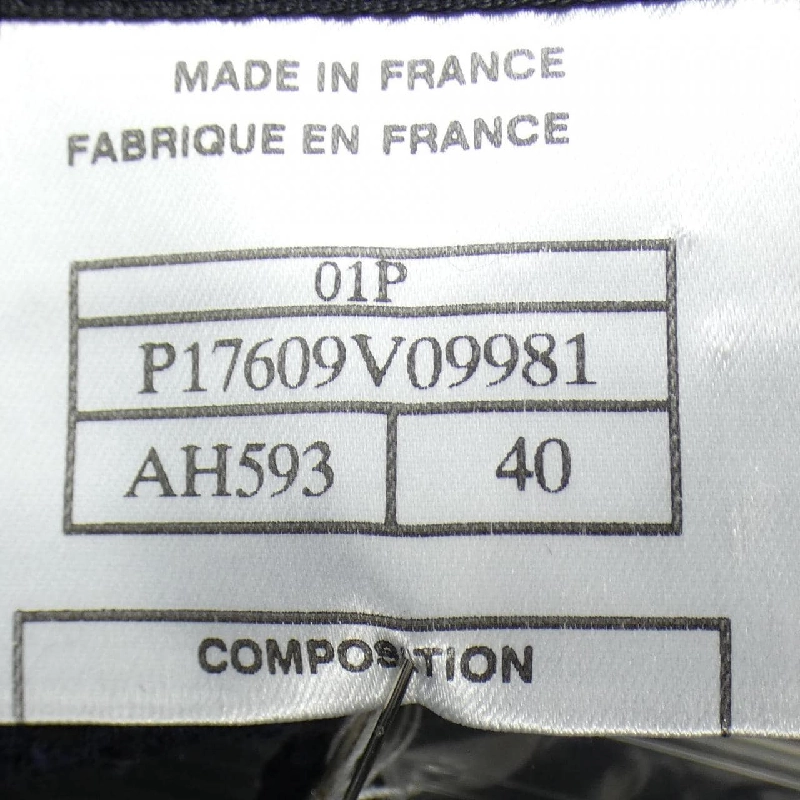 MADE IN FRANCE
FABRIQUE EN FRANCE
01P
P17609V09981
AH593 40
COMPOSITION